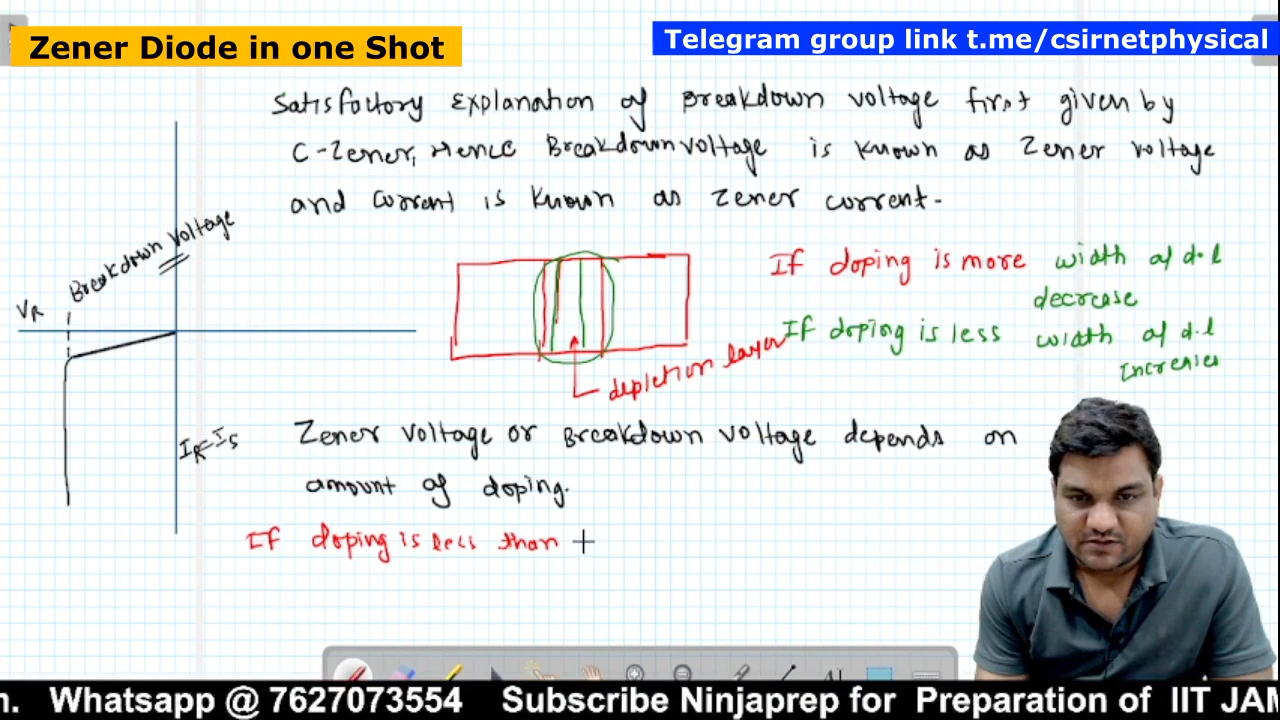 Zener Diode in one Shot
Telegram group link t.me/csirnetphysical
Satisfactory Explanation of Breakdown voltage first given by
C-Zener, Hence Breakdown voltage is known as Zener voltage
and Current is known as Zener current.
Breakdown voltage
VR
IR=IS
If doping is more width of d.l
decrease
If doping is less width of d.l
Increases
depletion layer
Zener voltage or Breakdown voltage depends on
amount of doping.
If doping is less than
n. Whatsapp @ 7627073554 Subscribe Ninjaprep for Preparation of IIT JAM